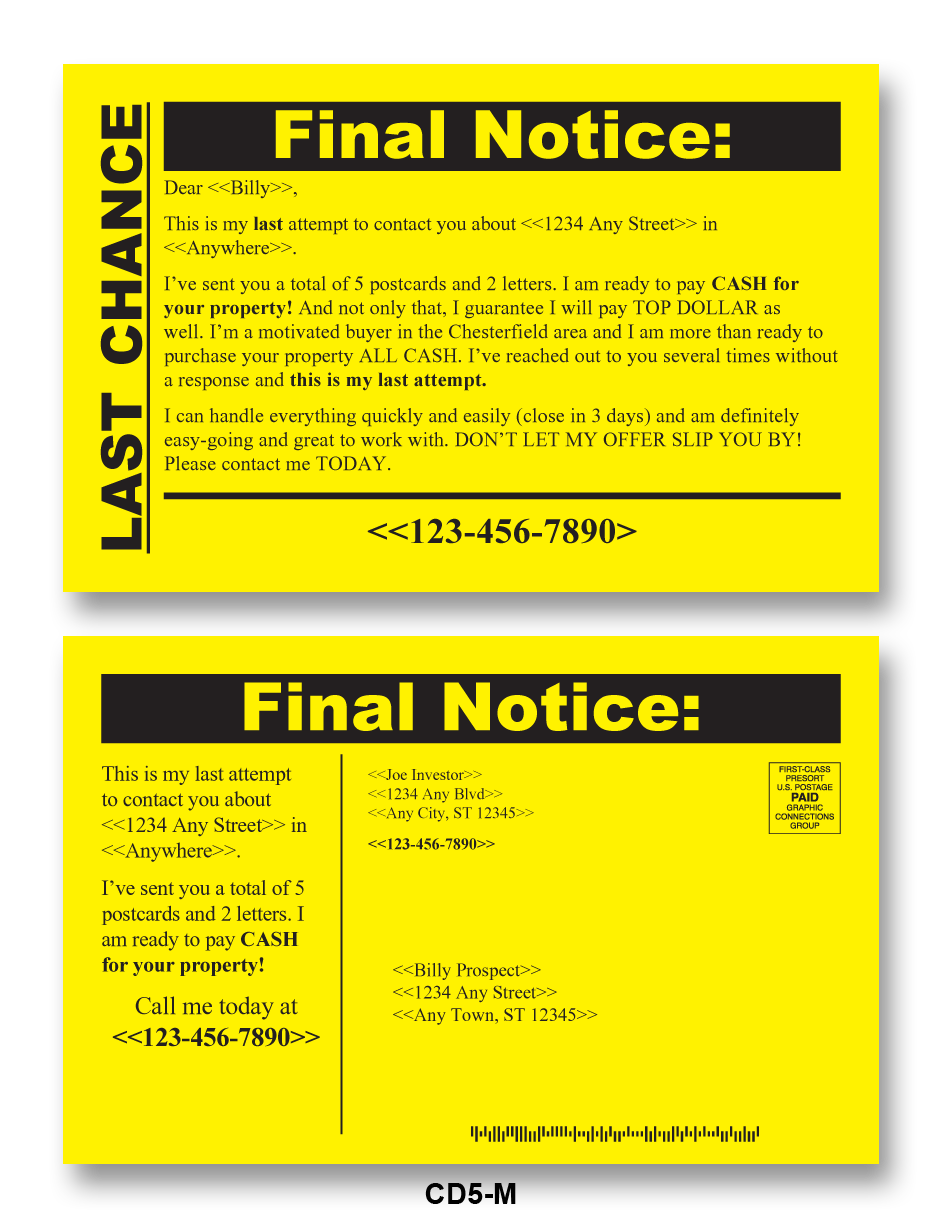 LAST CHANCE
Final Notice:
Dear <<Billy>>,
This is my last attempt to contact you about <<1234 Any Street>> in
<<Anywhere>>.
I've sent you a total of 5 postcards and 2 letters. I am ready to pay CASH for
your property! And not only that, I guarantee I will pay TOP DOLLAR as
well. I'm a motivated buyer in the Chesterfield area and I am more than ready to
purchase your property ALL CASH. I've reached out to you several times without
a response and this is my last attempt.
I can handle everything quickly and easily (close in 3 days) and am definitely
easy-going and great to work with. DON'T LET MY OFFER SLIP YOU BY!
Please contact me TODAY.
<<123-456-7890>
Final Notice:
This is my last attempt
to contact you about
<<1234 Any Street>> in
<<Anywhere>>.
I've sent you a total of 5
postcards and 2 letters. I
am ready to pay CASH
for your property!
Call me today at
<<123-456-7890>>
<<Joe Investor>>
<<1234 Any Blvd>>
<<Any City, ST 12345>>
<<123-456-7890>>
FIRST-CLASS
PRESORT
U.S. POSTAGE
PAID
GRAPHIC
CONNECTIONS
GROUP
<<Billy Prospect>>
<<1234 Any Street>>
<<Any Town, ST 12345>>
CD5-M